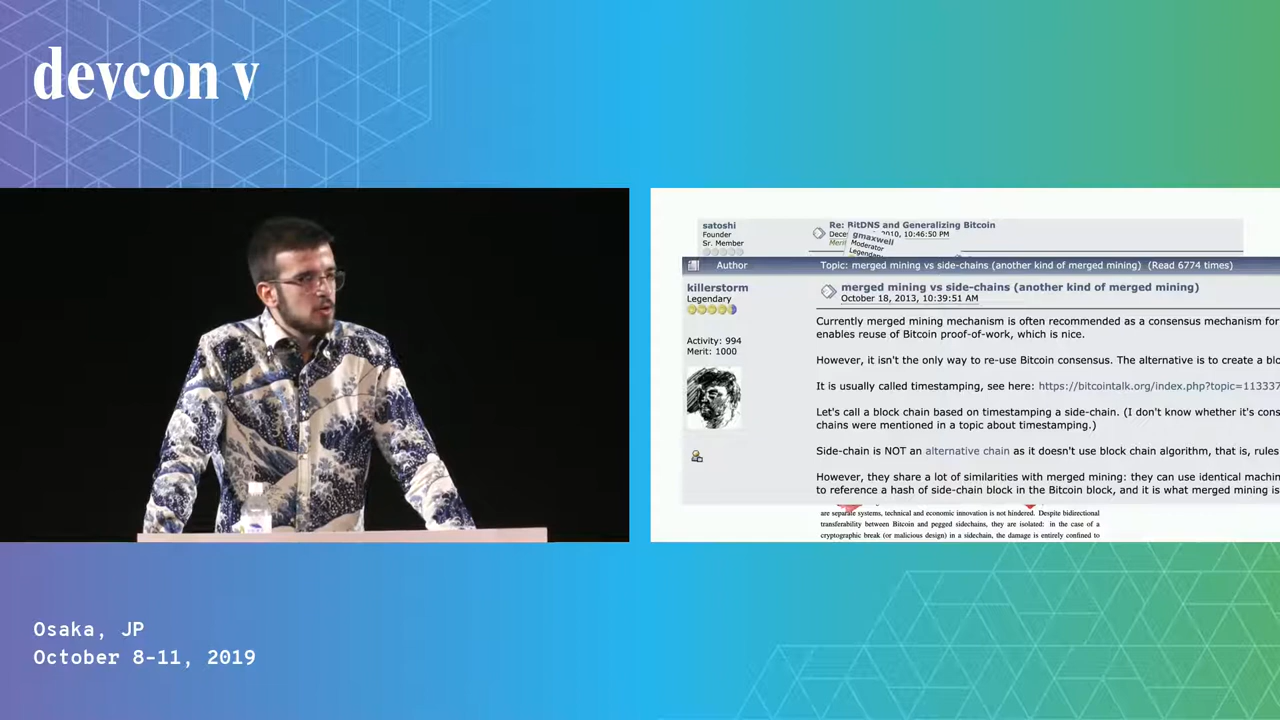 devcon v
satoshi
Founder
Sr. Member
Re: BitDNS and Generalizing Bitcoin
2010, 10:46:50 PM
gmaxwell
Moderator
Legendary
Author
Topic: merged mining vs side-chains (another kind of merged mining) (Read 6774 times)
killerstorm
Legendary
Activity: 994
Merit: 1000
merged mining vs side-chains (another kind of merged mining)
October 18, 2013, 10:39:51 AM
Currently merged mining mechanism is often recommended as a consensus mechanism for
enables reuse of Bitcoin proof-of-work, which is nice.
However, it isn't the only way to re-use Bitcoin consensus. The alternative is to create a blo
It is usually called timestamping, see here: https://bitcointalk.org/index.php?topic=113337
Let's call a block chain based on timestamping a side-chain. (I don't know whether it's cons
chains were mentioned in a topic about timestamping.)
Side-chain is NOT an alternative chain as it doesn't use block chain algorithm, that is, rules
However, they share a lot of similarities with merged mining: they can use identical machin
to reference a hash of side-chain block in the Bitcoin block, and it is what merged mining is
are separate systems, technical and economic innovation is not hindered. Despite bidirectional
transferability between Bitcoin and pegged sidechains, they are isolated: in the case of a
cryptographic break (or malicious design) in a sidechain, the damage is entirely confined to
Osaka, JP
October 8-11, 2019